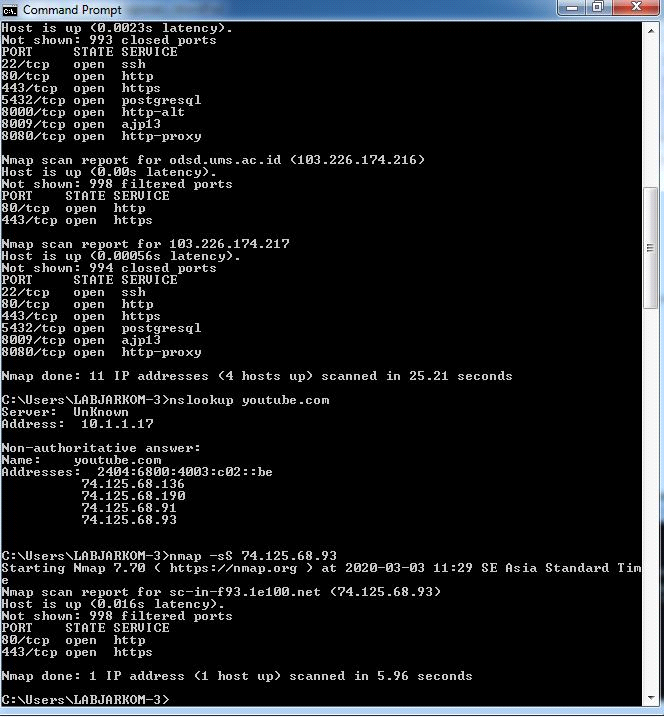 Command Prompt
Host is up (0.0023s latency).
Not shown: 993 closed ports
PORT     STATE SERVICE
22/tcp   open  ssh
80/tcp   open  http
443/tcp  open  https
5432/tcp open  postgresql
8000/tcp open  http-alt
8009/tcp open  ajp13
8080/tcp open  http-proxy
Nmap scan report for odsd.ums.ac.id (103.226.174.216)
Host is up (0.00s latency).
Not shown: 998 filtered ports
PORT    STATE SERVICE
80/tcp  open  http
443/tcp open  https
Nmap scan report for 103.226.174.217
Host is up (0.00056s latency).
Not shown: 994 closed ports
PORT     STATE SERVICE
22/tcp   open  ssh
80/tcp   open  http
443/tcp  open  https
5432/tcp open  postgresql
8009/tcp open  ajp13
8080/tcp open  http-proxy
Nmap done: 11 IP addresses (4 hosts up) scanned in 25.21 seconds
C:\Users\LABJARKOM-3>nslookup youtube.com
Server:  UnKnown
Address:  10.1.1.17
Non-authoritative answer:
Name:    youtube.com
Addresses:  2404:6800:4003:c02::be
74.125.68.136
74.125.68.190
74.125.68.91
74.125.68.93
C:\Users\LABJARKOM-3>nmap -sS 74.125.68.93
Starting Nmap 7.70 ( https://nmap.org ) at 2020-03-03 11:29 SE Asia Standard Tim
e
Nmap scan report for sc-in-f93.1e100.net (74.125.68.93)
Host is up (0.016s latency).
Not shown: 998 filtered ports
PORT    STATE SERVICE
80/tcp  open  http
443/tcp open  https
Nmap done: 1 IP address (1 host up) scanned in 5.96 seconds
C:\Users\LABJARKOM-3>